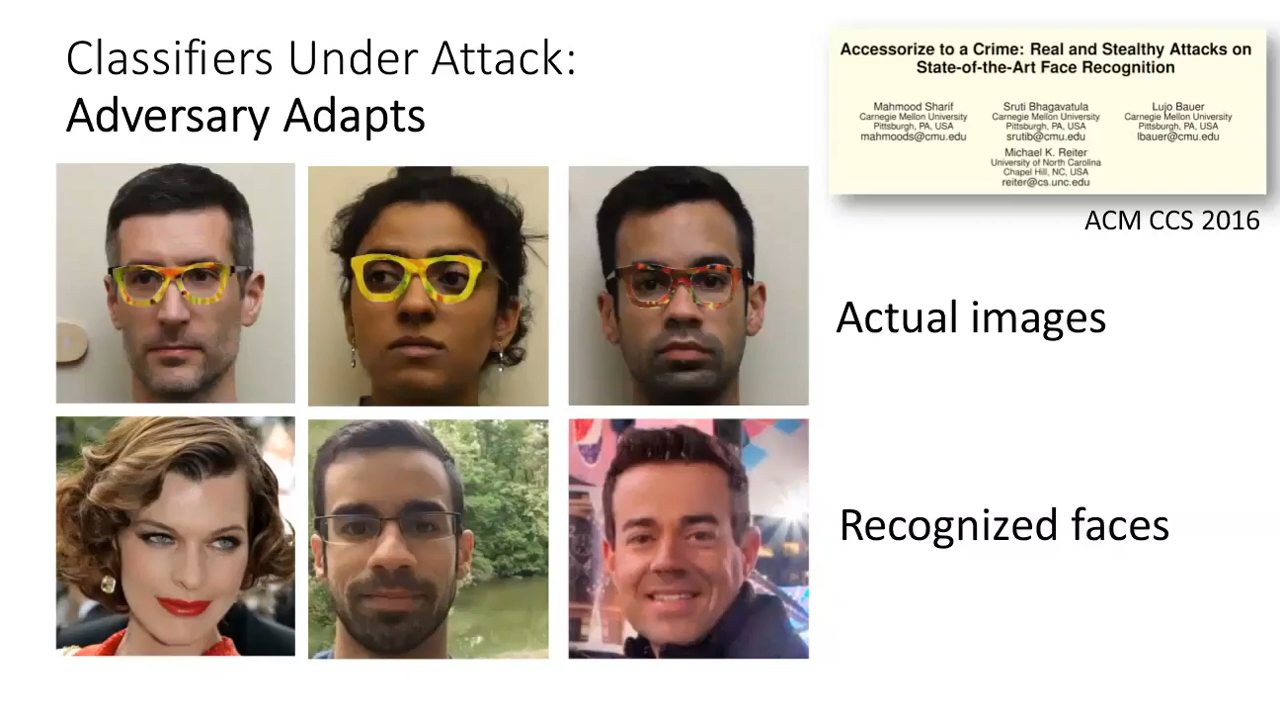 Classifiers Under Attack:
Adversary Adapts
Accessorize to a Crime: Real and Stealthy Attacks on
State-of-the-Art Face Recognition
Mahmood Sharif
Carnegie Mellon University
Pittsburgh, PA, USA
mahmoods@cmu.edu
Sruti Bhagavatula
Carnegie Mellon University
Pittsburgh, PA, USA
srutib@cmu.edu
Lujo Bauer
Carnegie Mellon University
Pittsburgh, PA, USA
lbauer@cmu.edu
Michael K. Reiter
University of North Carolina
Chapel Hill, NC, USA
reiter@cs.unc.edu
ACM CCS 2016
Actual images
Recognized faces